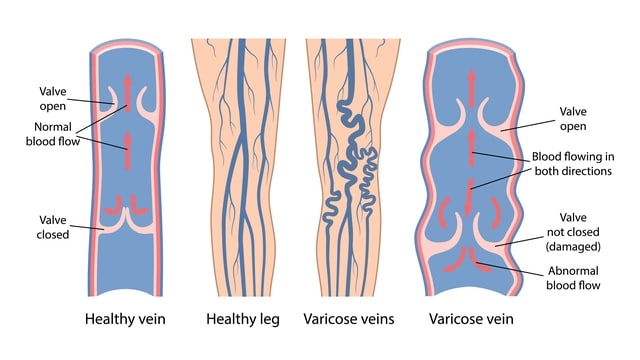 Valve
open
Normal
blood flow
Valve
closed
Healthy vein
Healthy leg
Varicose veins
Varicose vein
Valve
open
Blood flowing in
both directions
Valve
not closed
(damaged)
Abnormal
blood flow